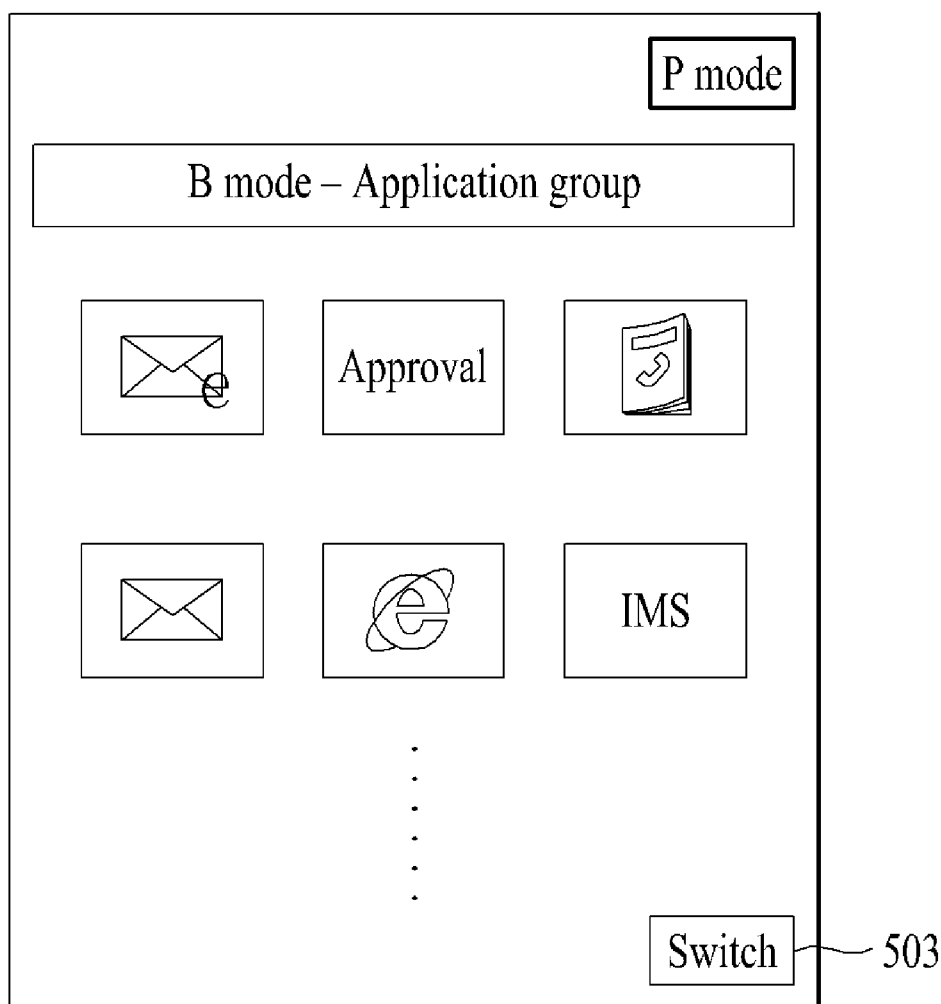 P mode
B mode – Application group
e
Approval
e
IMS
Switch
503